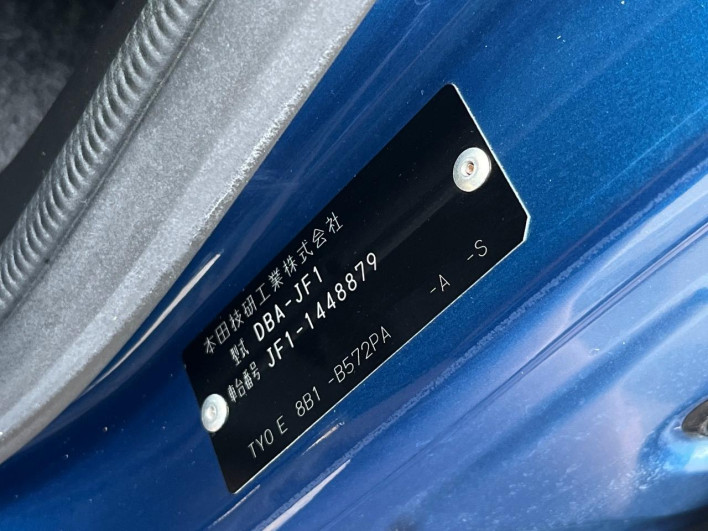 本田技研工業株式会社
型式 DBA-JF1
車台番号 JF1-1448879
TY0 E 8B1 -B572PA -A -S